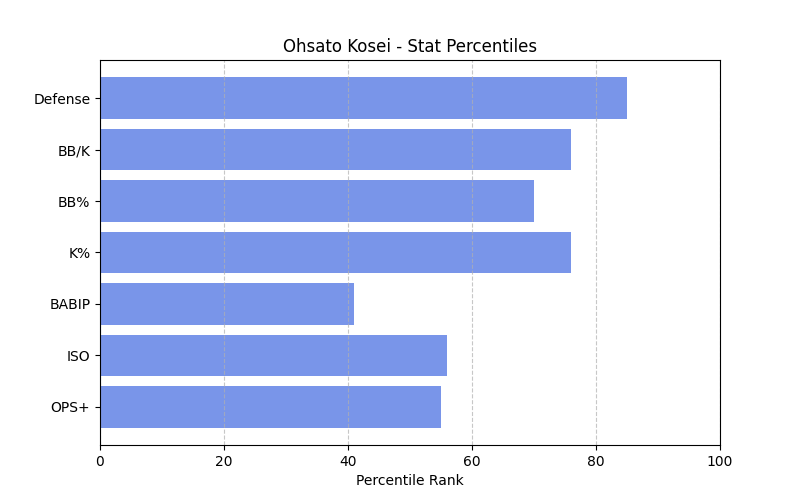 Ohsato Kosei - Stat Percentiles
Defense
BB/K
BB%
K%
BABIP
ISO
OPS+
0 20 40 60 80 100
Percentile Rank